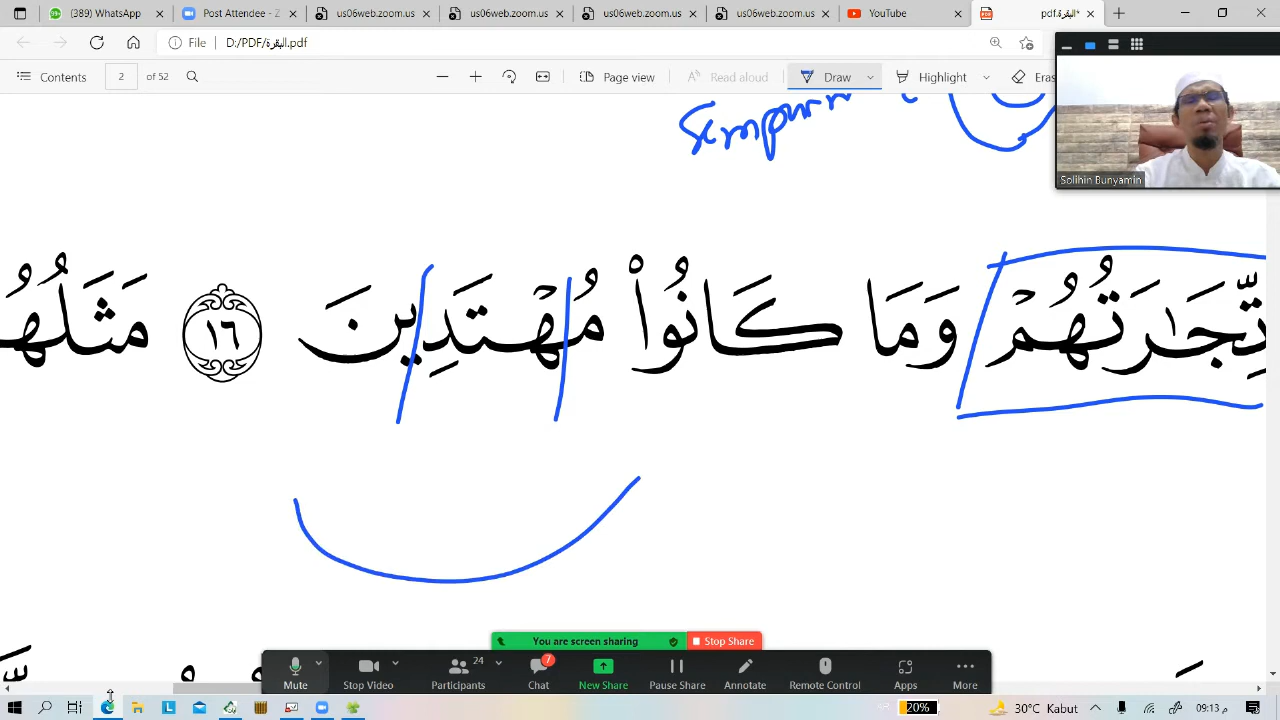 (389) WhatsApp
Post Attendee - Z
us06web.zoom.us/
us06web.zoom.us/
us06web.zoom.us/
us06web.zoom.us/
YouTube
البقرة.pdf*
File
D:/PDF/البقرة.pdf
Contents
2
of 52
Page view
Read aloud
Draw
Highlight
Solihin Bunyamin
تِّجَـٰرَتُهُمْ وَمَا كَانُوا۟ مُهْتَدِينَ ١٦ مَثَلُهُ
You are screen sharing
Stop Share
Mute
Stop Video
Participants
24
Chat
7
New Share
Pause Share
Annotate
Remote Control
Apps
More
20%
30°C Kabut
9:13 م